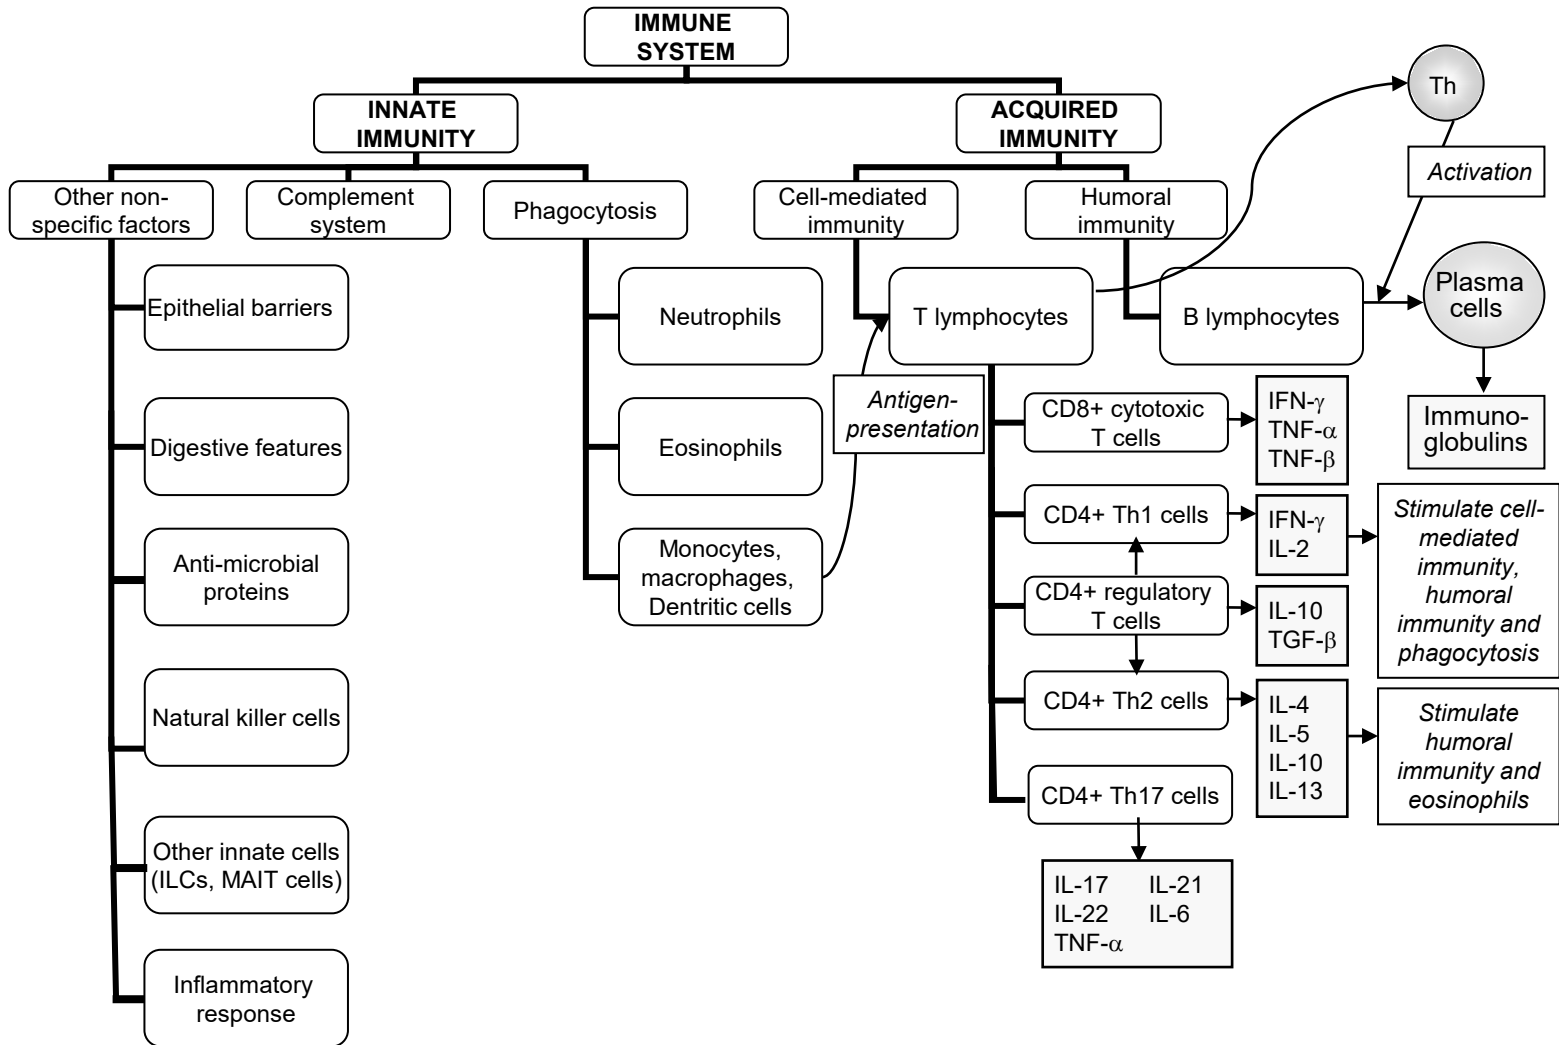 IMMUNE
SYSTEM
INNATE
IMMUNITY
ACQUIRED
IMMUNITY
Th
Activation
Other non-
specific factors
Complement
system
Phagocytosis
Cell-mediated
immunity
Humoral
immunity
Epithelial barriers
Neutrophils
T lymphocytes
B lymphocytes
Plasma
cells
Digestive features
Eosinophils
Antigen-
presentation
CD8+ cytotoxic
T cells
IFN-γ
TNF-α
TNF-β
Immuno-
globulins
Anti-microbial
proteins
Monocytes,
macrophages,
Dentritic cells
CD4+ Th1 cells
IFN-γ
IL-2
Stimulate cell-
mediated
immunity,
humoral
immunity and
phagocytosis
CD4+ regulatory
T cells
IL-10
TGF-β
Natural killer cells
CD4+ Th2 cells
IL-4
IL-5
IL-10
IL-13
Stimulate
humoral
immunity and
eosinophils
CD4+ Th17 cells
Other innate cells
(ILCs, MAIT cells)
IL-17 IL-21
IL-22 IL-6
TNF-α
Inflammatory
response